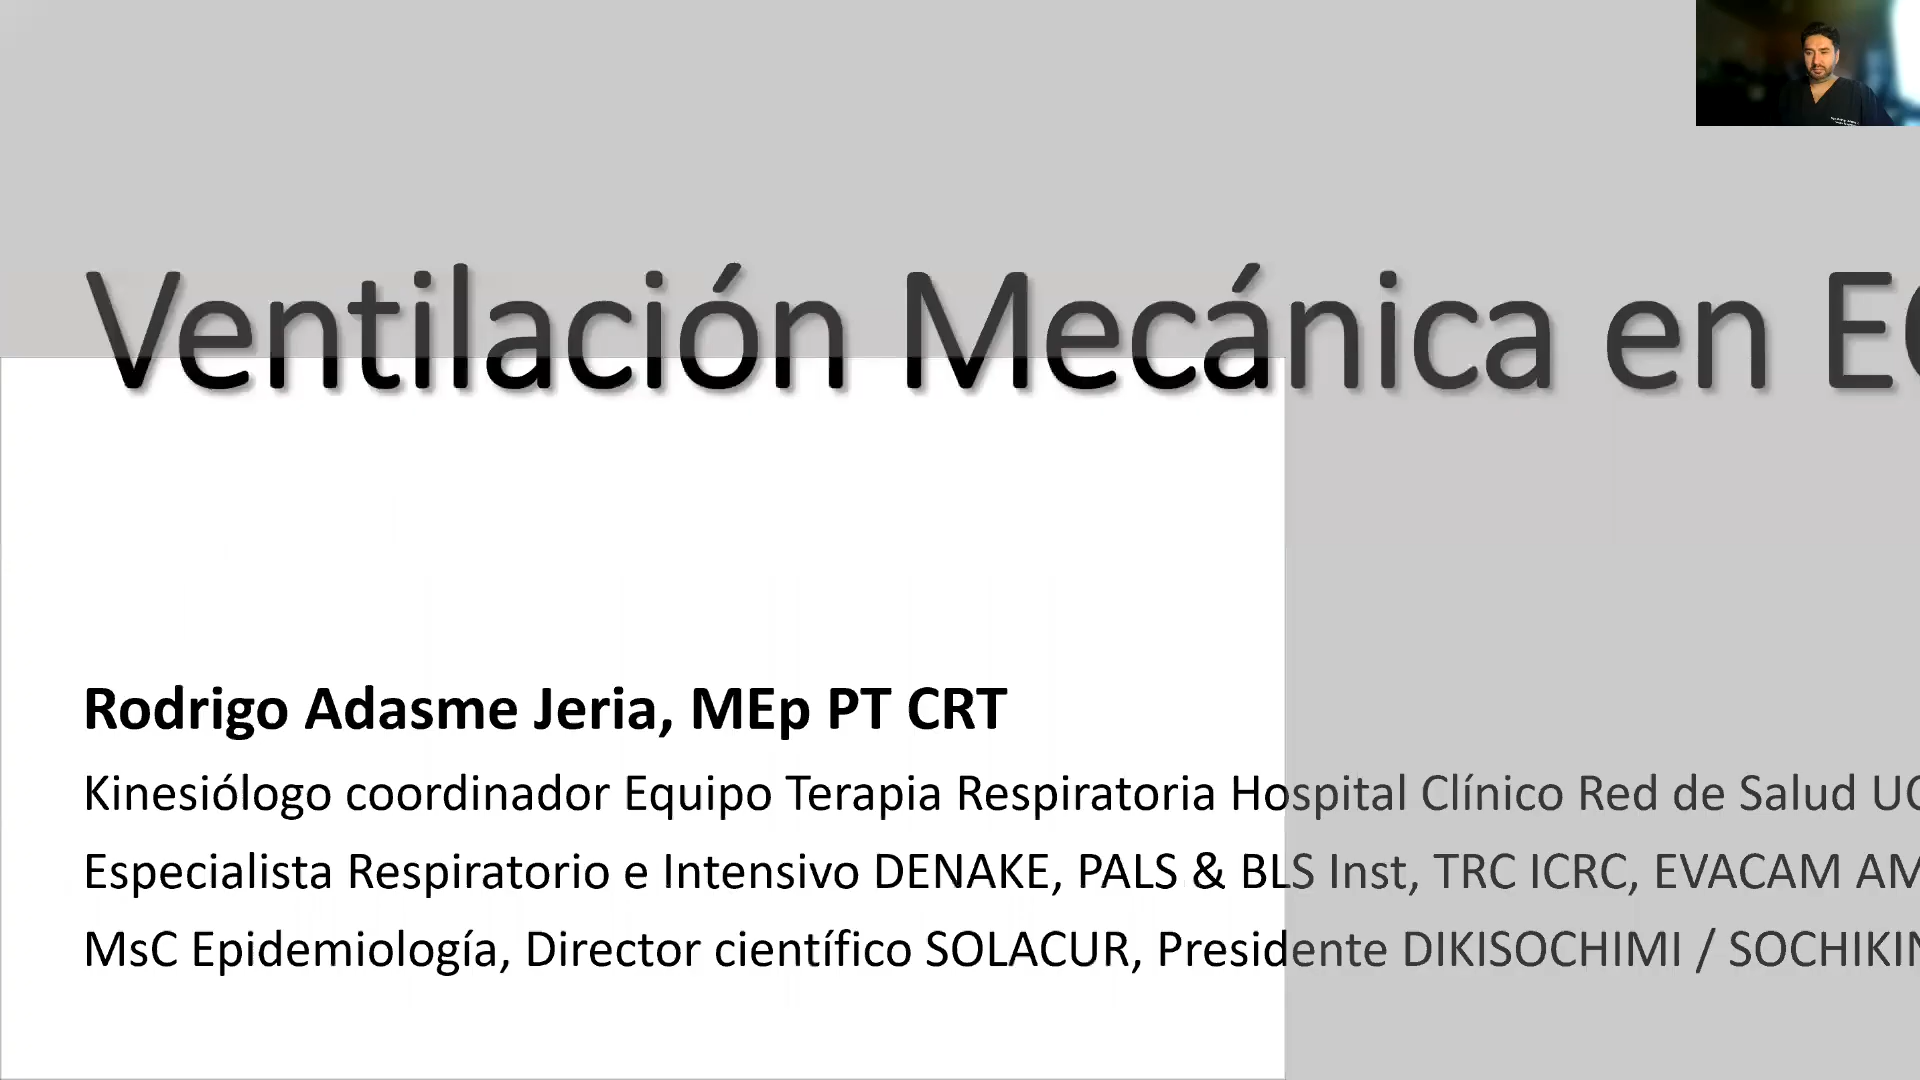 Ventilación Mecánica en
Rodrigo Adasme Jeria, MEp PT CRT
Kinesiólogo coordinador Equipo Terapia Respiratoria Hospital Clínico Red de Salud
Especialista Respiratorio e Intensivo DENAKE, PALS & BLS Inst, TRC ICRC, EVACAM
MsC Epidemiología, Director científico SOLACUR, Presidente DIKISOCHIMI /